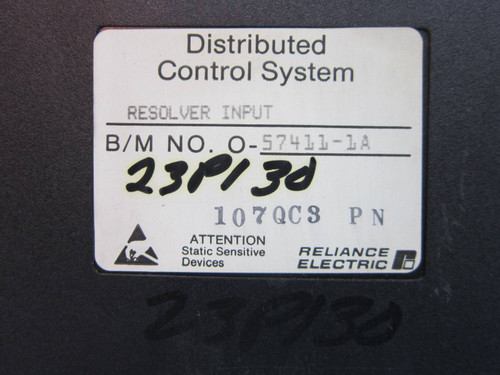 Distributed
Control System
RESOLVER INPUT
B/M NO. O-57411-1A
23P130
107QC3 PN
ATTENTION
Static Sensitive
Devices
RELIANCE
ELECTRIC
23P130